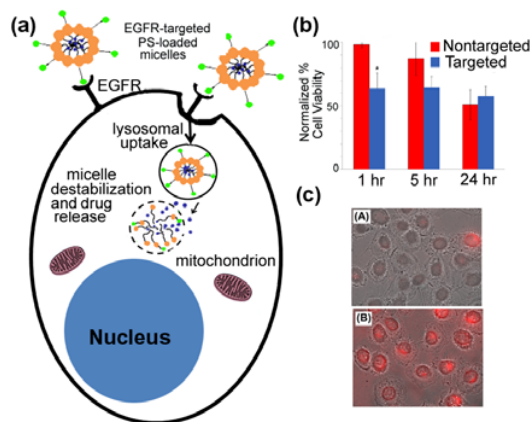 (a)
EGFR-targeted
PS-loaded
micelles
EGFR
lysosomal
uptake
micelle
destabilization
and drug
release
mitochondrion
Nucleus
(b)
Nontargeted
Targeted
Normalized %
Cell Viability
100
50
0
*
1 hr 5 hr 24 hr
(c)
(A)
(B)